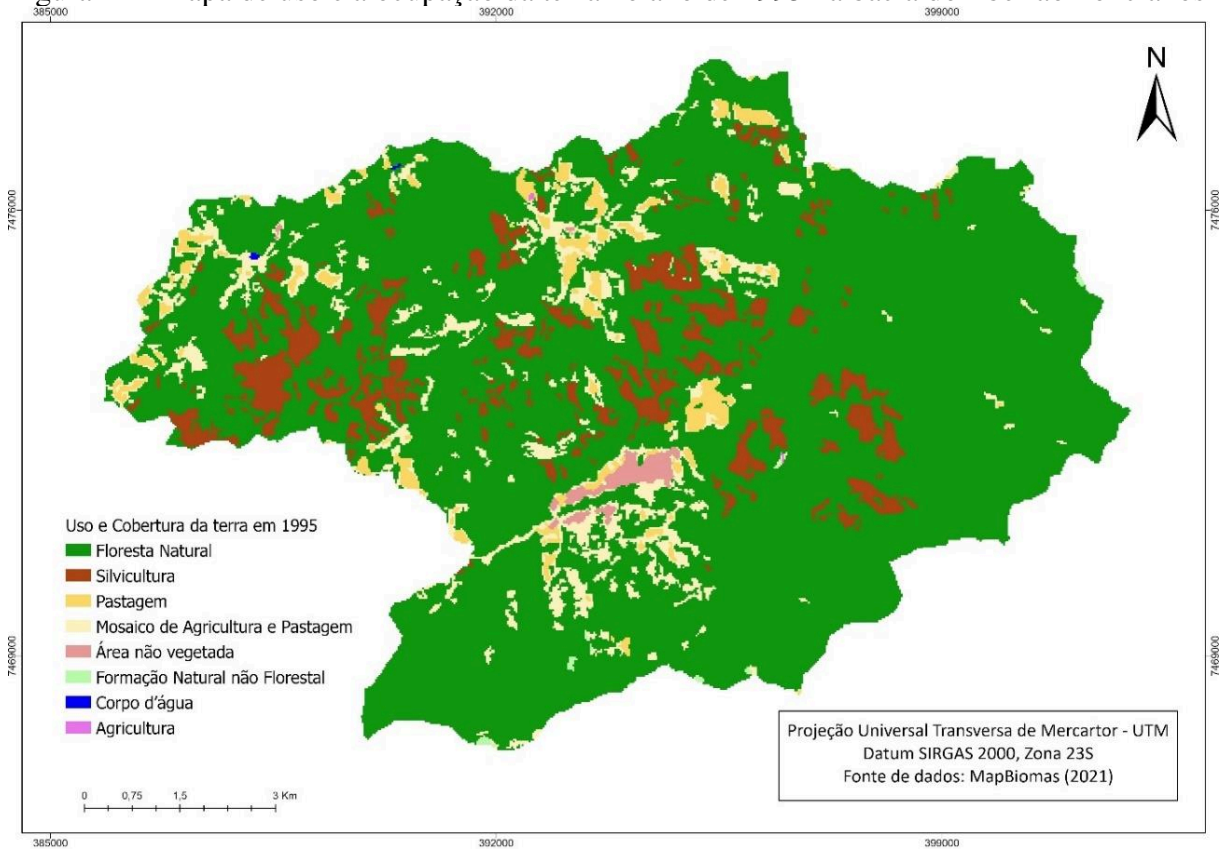 385000
392000
399000
N
7476000
7476000
Uso e Cobertura da terra em 1995
Floresta Natural
Silvicultura
Pastagem
Mosaico de Agricultura e Pastagem
Área não vegetada
Formação Natural não Florestal
Corpo d'água
Agricultura
7469000
7469000
Projeção Universal Transversa de Mercartor - UTM
Datum SIRGAS 2000, Zona 23S
Fonte de dados: MapBiomas (2021)
0 0,75 1,5 3 Km
385000
392000
399000